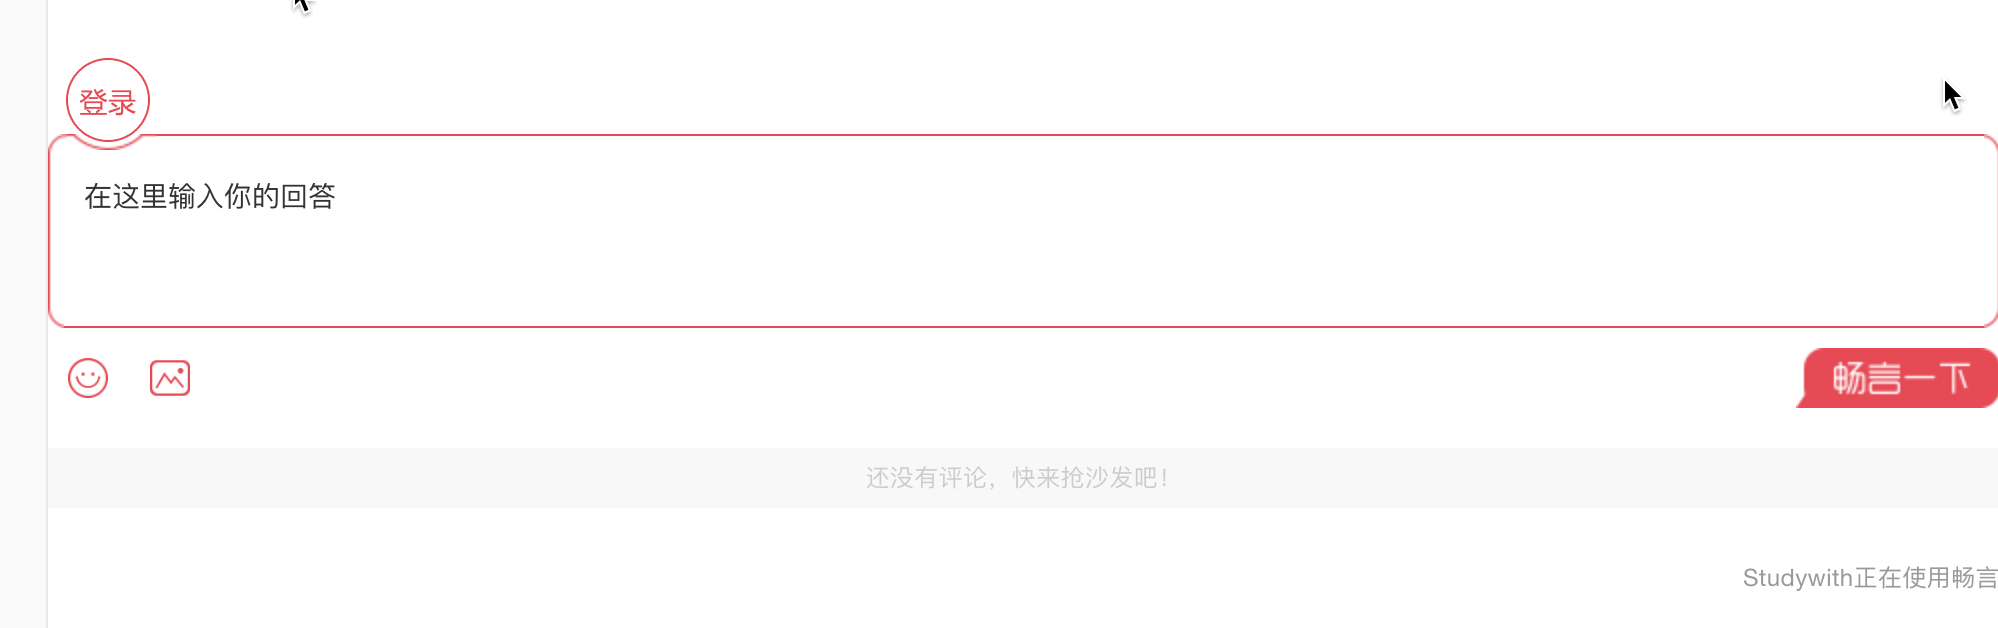 登录
在这里输入你的回答
畅言一下
还没有评论，快来抢沙发吧！
Studywith正在使用畅言